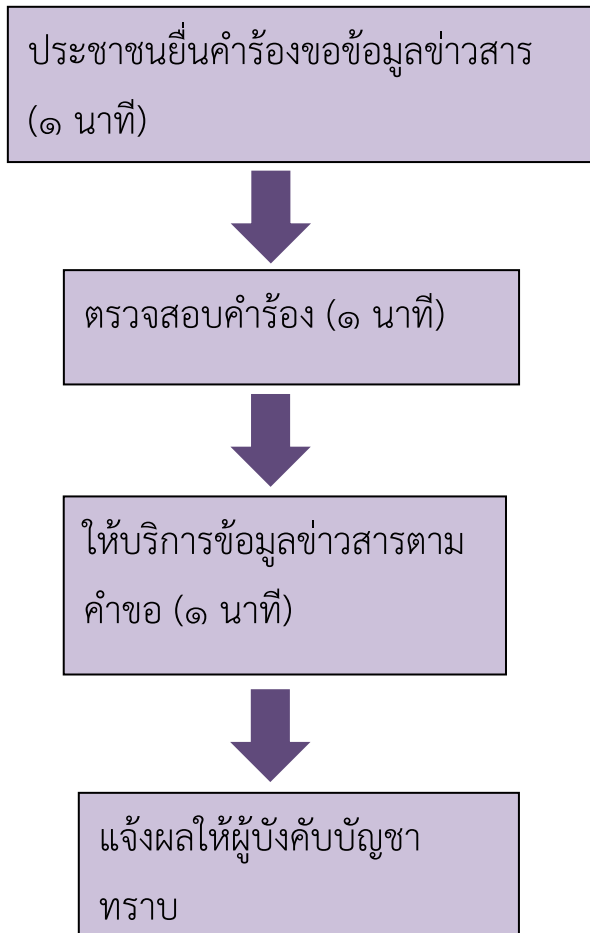 ประชาชนยื่นคำร้องขอข้อมูลข่าวสาร
(๑ นาที)
ตรวจสอบคำร้อง (๑ นาที)
ให้บริการข้อมูลข่าวสารตาม
คำขอ (๑ นาที)
แจ้งผลให้ผู้บังคับบัญชา
ทราบ